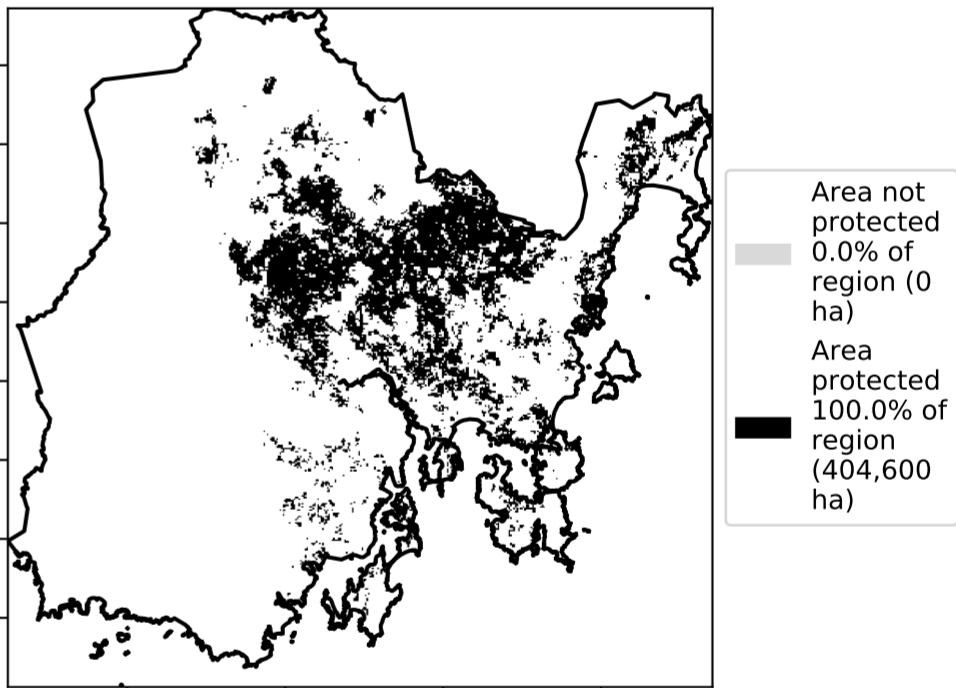 Area not
protected
0.0% of
region (0
ha)
Area
protected
100.0% of
region
(404,600
ha)